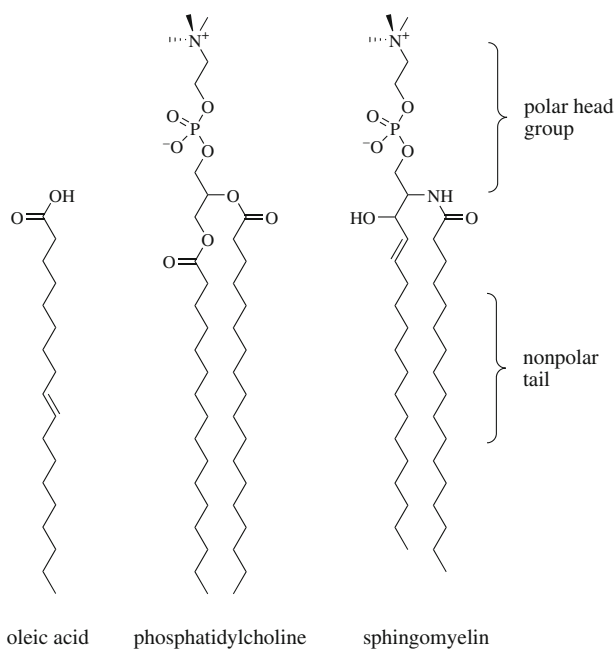 N+
O
O
P
−O
O
O
O
O
O
N+
O
O
P
−O
O
NH
HO
O
polar head
group
OH
O
nonpolar
tail
oleic acid
phosphatidylcholine
sphingomyelin